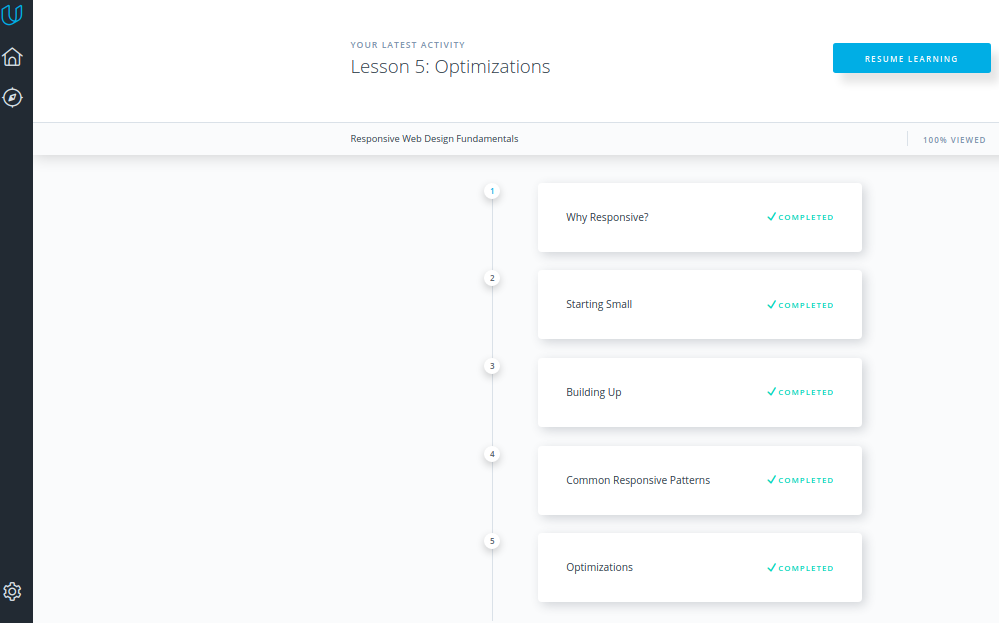 YOUR LATEST ACTIVITY
Lesson 5: Optimizations
RESUME LEARNING
Responsive Web Design Fundamentals
100% VIEWED
1
Why Responsive?
COMPLETED
2
Starting Small
COMPLETED
3
Building Up
COMPLETED
4
Common Responsive Patterns
COMPLETED
5
Optimizations
COMPLETED